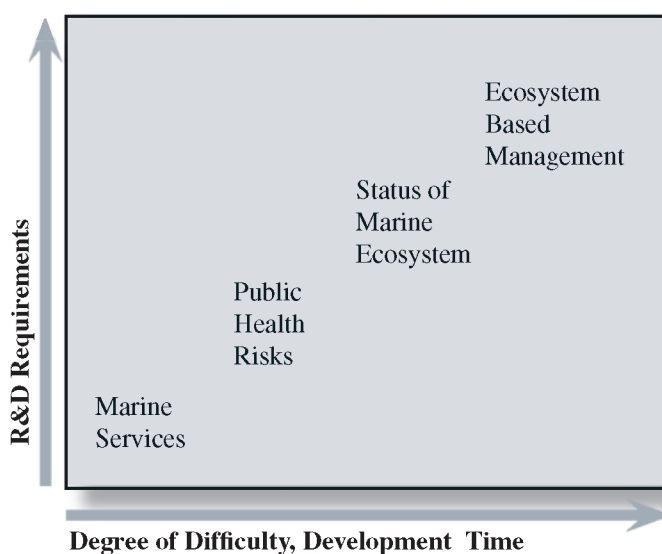 Ecosystem
Based
Management
Status of
Marine
Ecosystem
Public
Health
Risks
Marine
Services
R&D Requirements
Degree of Difficulty, Development Time